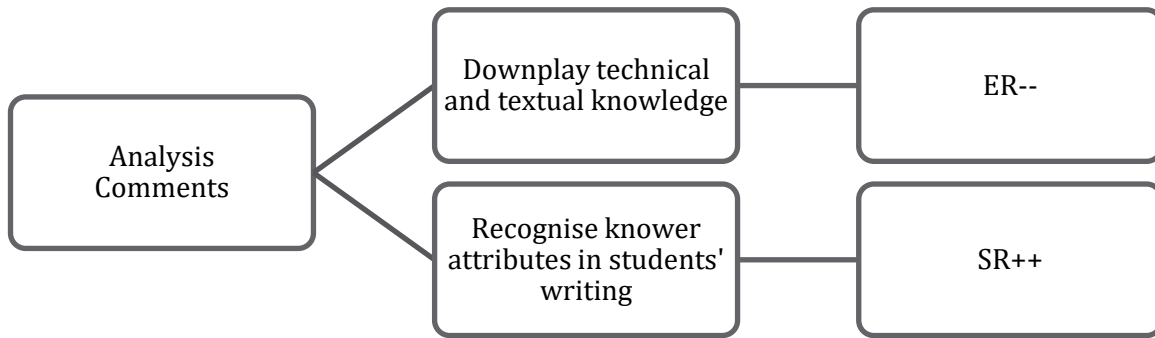 Analysis
Comments
Downplay technical
and textual knowledge
ER--
Recognise knower
attributes in students'
writing
SR++